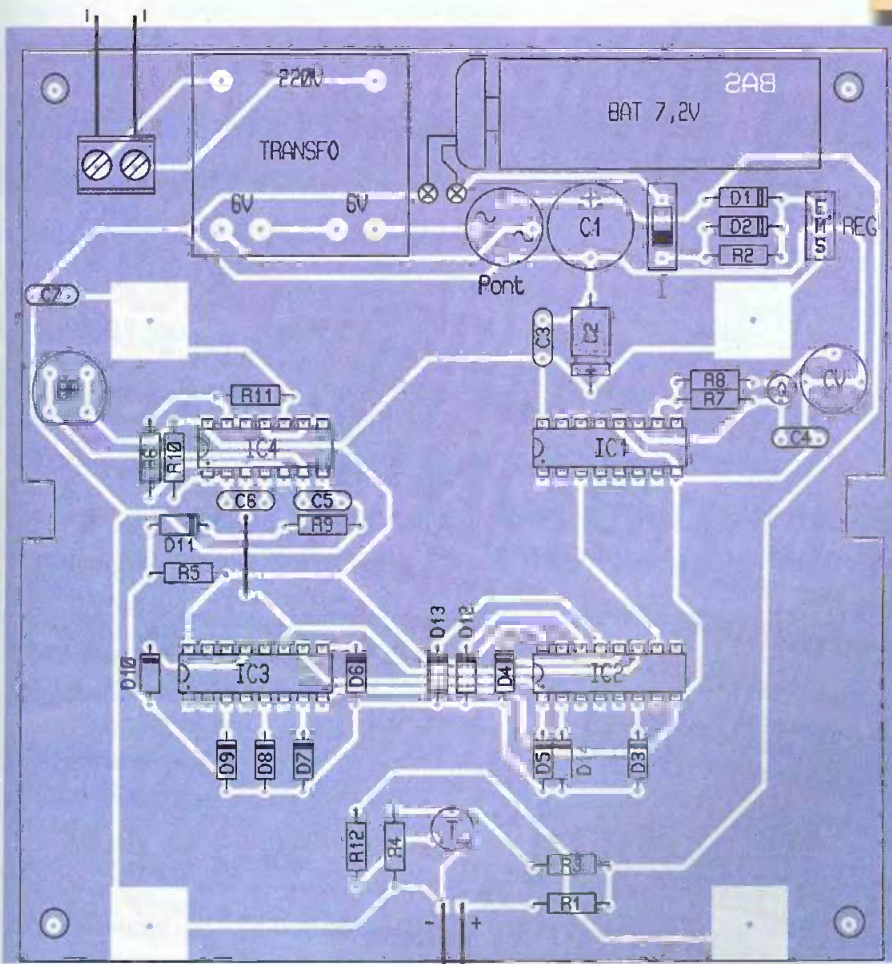 220V
BAS
BAT 7,2V
TRANSFO
6V
6V
D1
E
C1
D2
M
REG
R2
S
Pont
I
C7
C3
C2
R8
CV
R11
R7
Q
R6
R10
IC4
IC1
C4
C6
C5
R9
D11
R5
D13
D12
D10
IC3
D6
D4
IC2
D9
D8
D7
D5
D14
D3
R12
R4
T
R3
R1
-
+